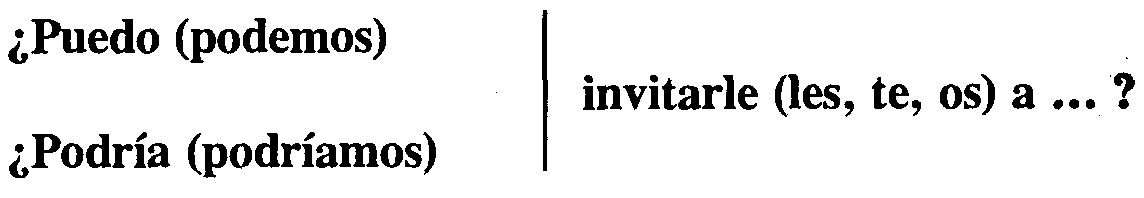 ¿Puedo (podemos)
invitarle (les, te, os) a ... ?
¿Podría (podríamos)